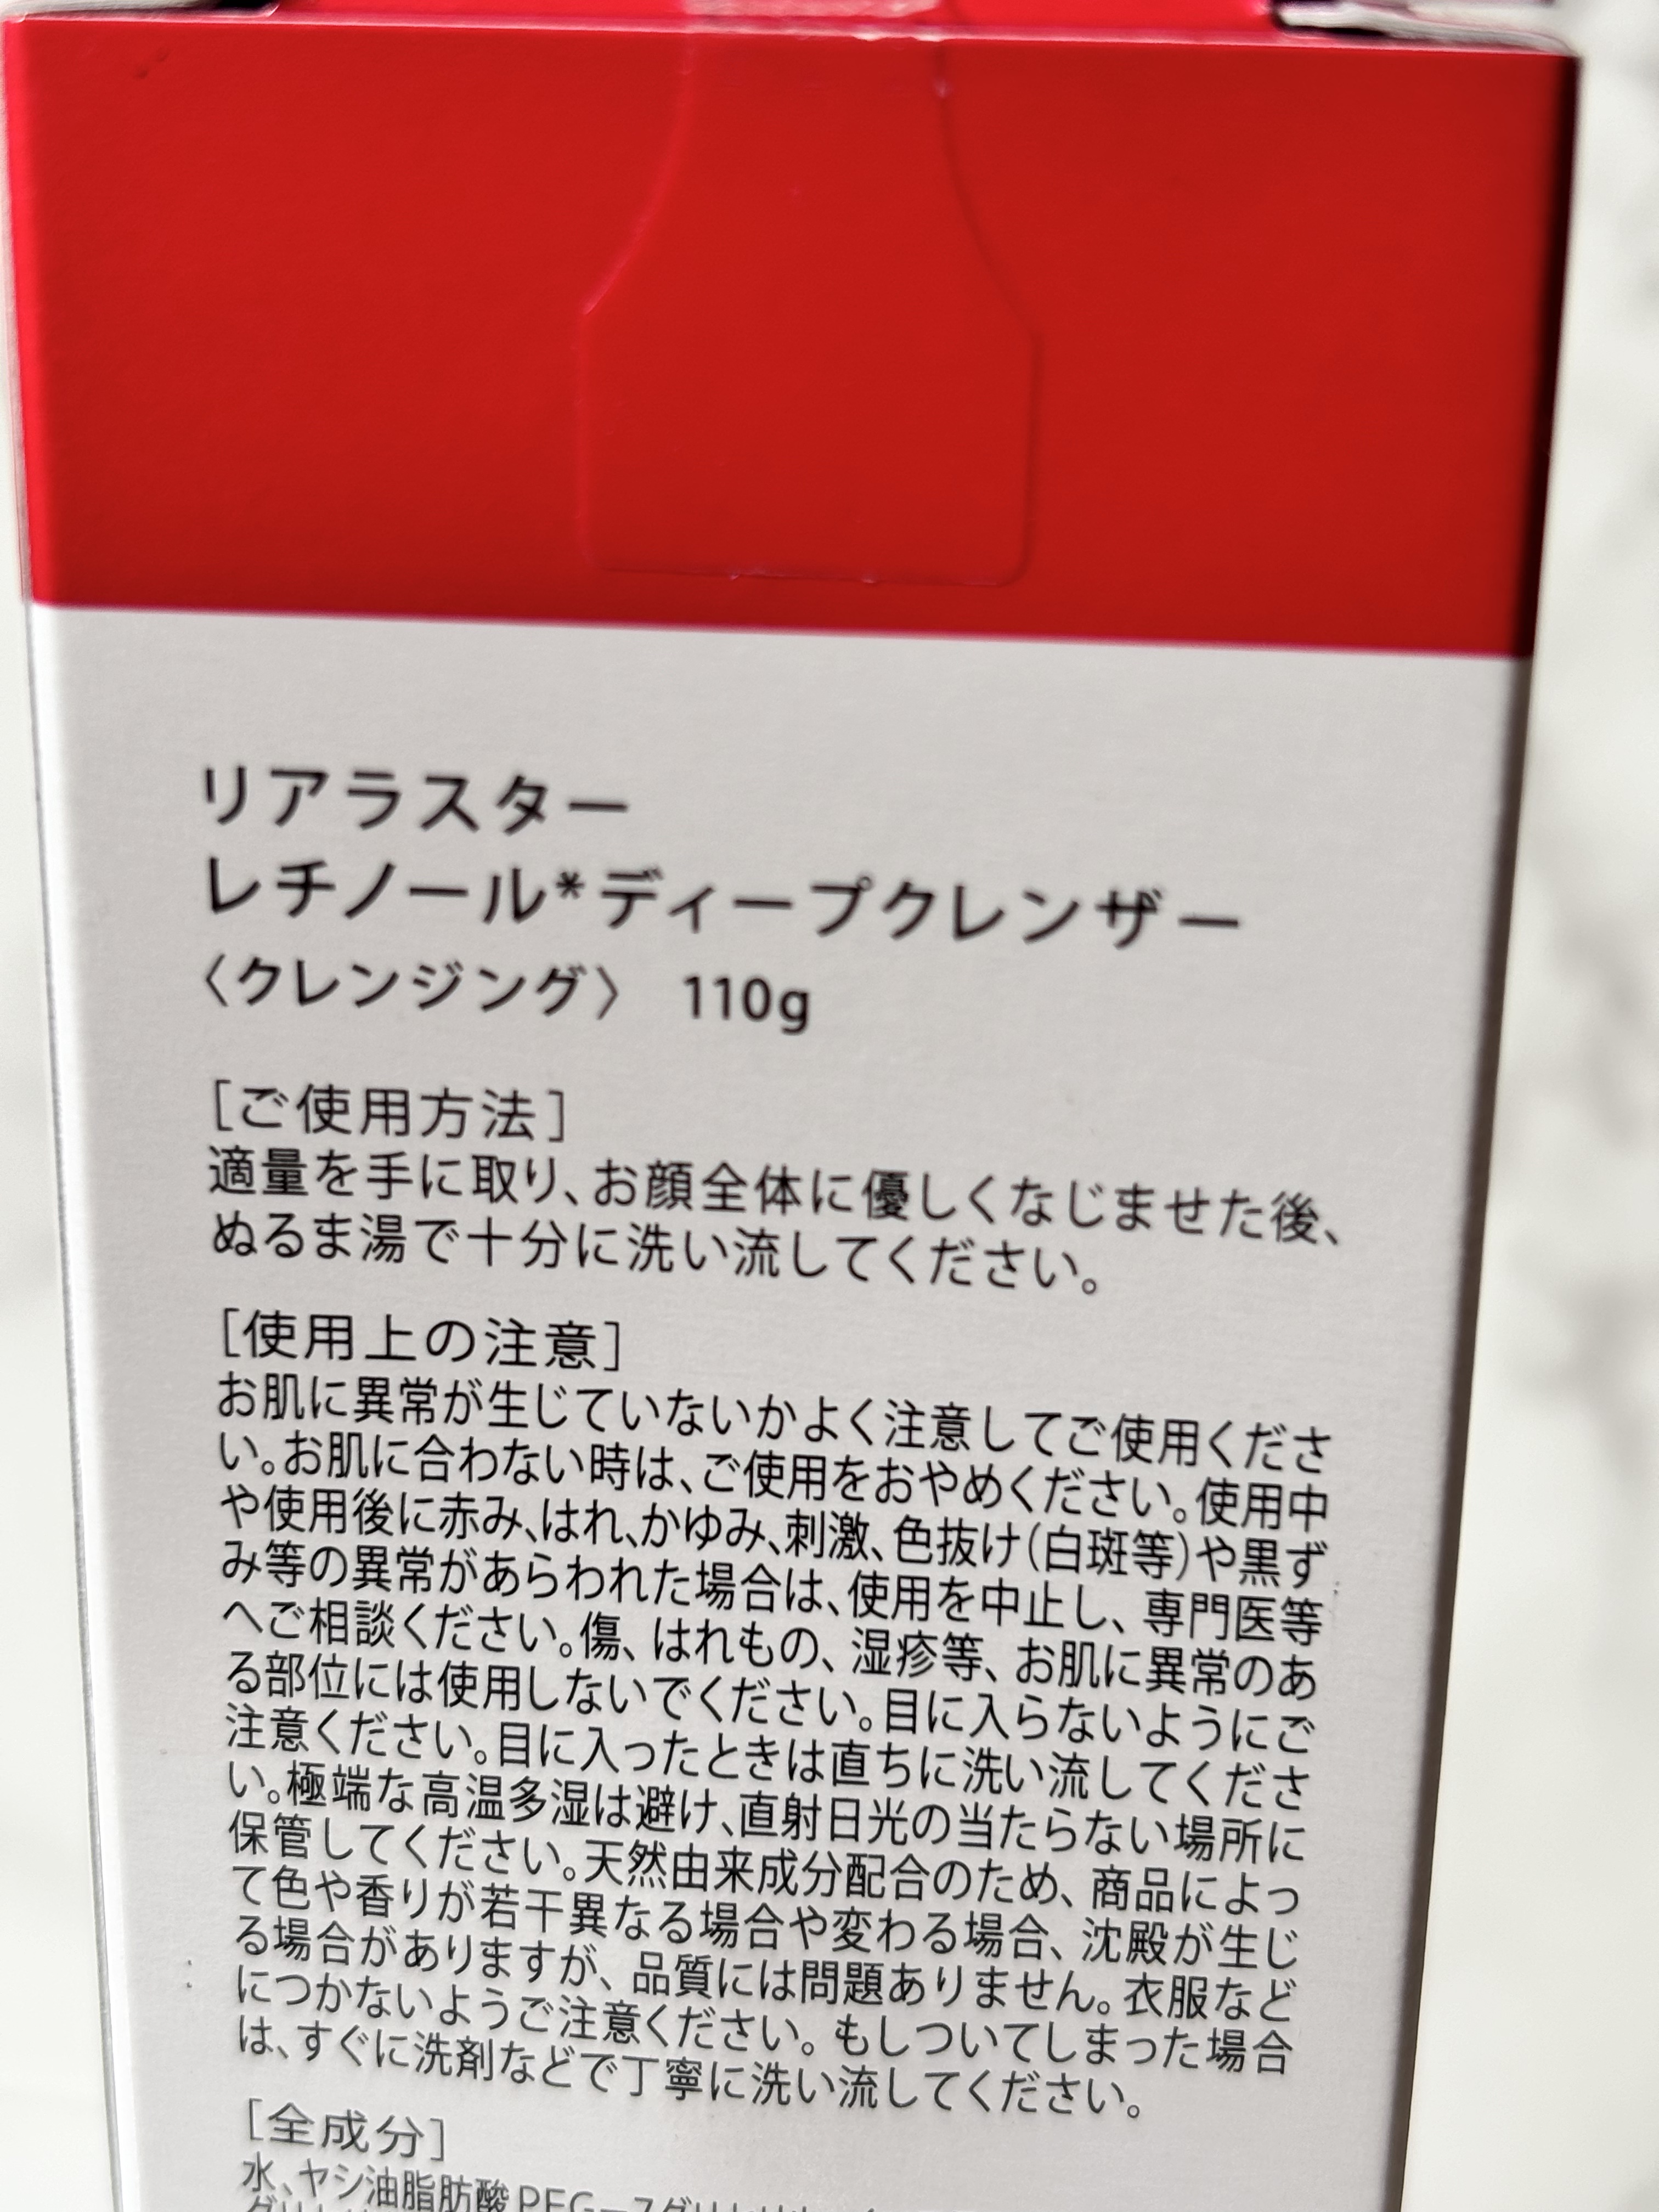 リアラスター
レチノール*ディープクレンザー
〈クレンジング〉 110g
[ご使用方法]
適量を手に取り、お顔全体に優しくなじませた後、
ぬるま湯で十分に洗い流してください。
[使用上の注意]
お肌に異常が生じていないかよく注意してご使用くださ
い。お肌に合わない時は、ご使用をおやめください。使用中
や使用後に赤み、はれ、かゆみ、刺激、色抜け(白斑等)や黒ず
み等の異常があらわれた場合は、使用を中止し、専門医等
へご相談ください。傷、はれもの、湿疹等、お肌に異常のあ
る部位には使用しないでください。目に入らないようにご
注意ください。目に入ったときは直ちに洗い流してくださ
い。極端な高温多湿は避け、直射日光の当たらない場所に
保管してください。天然由来成分配合のため、商品によっ
て色や香りが若干異なる場合や変わる場合、沈殿が生じ
る場合がありますが、品質には問題ありません。衣服など
につかないようご注意ください。もしついてしまった場合
は、すぐに洗剤などで丁寧に洗い流してください。
[全成分]
水、ヤシ油脂肪酸PEG-7グリセリル